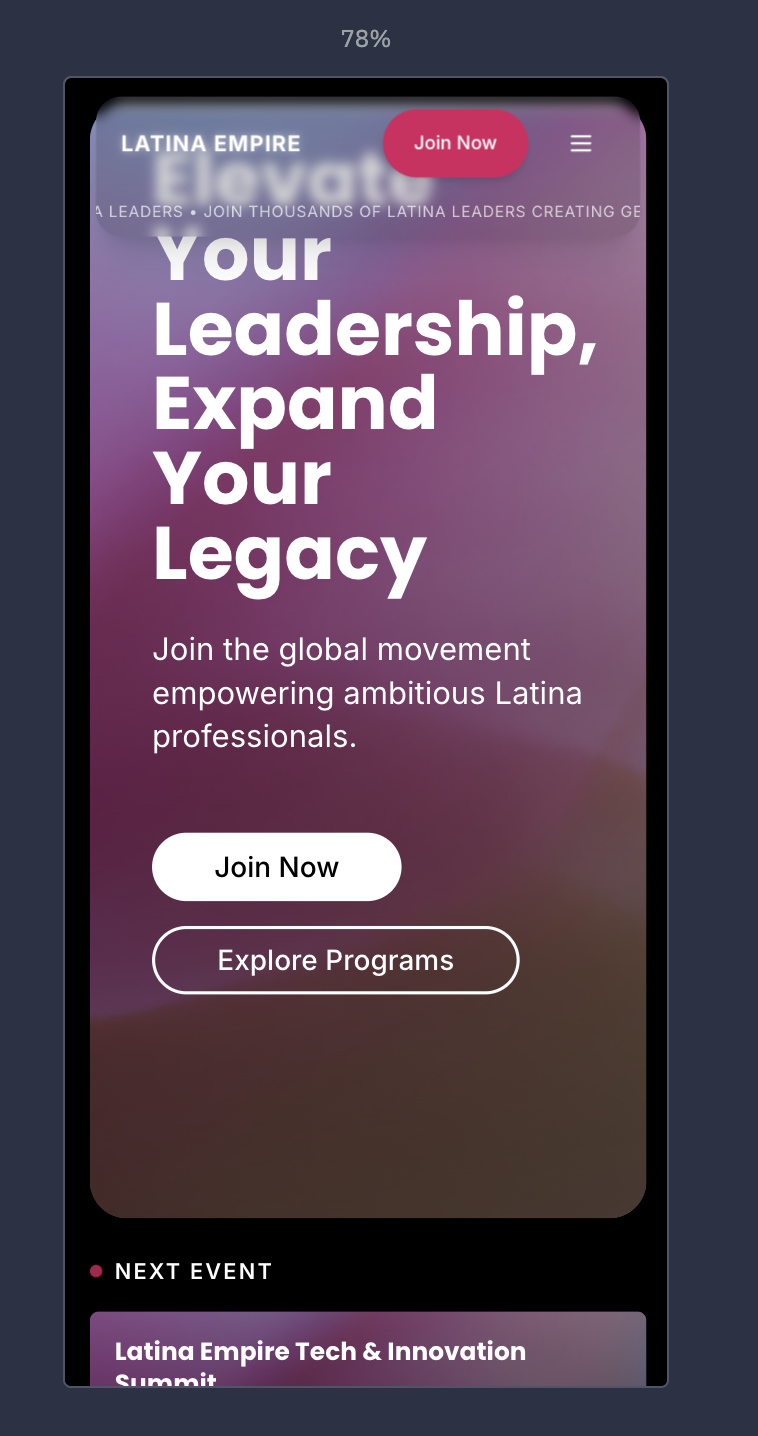 78%
LATINA EMPIRE
Join Now
Elevate
A LEADERS • JOIN THOUSANDS OF LATINA LEADERS CREATING GE
Your
Leadership,
Expand
Your
Legacy
Join the global movement
empowering ambitious Latina
professionals.
Join Now
Explore Programs
NEXT EVENT
Latina Empire Tech & Innovation
Summit